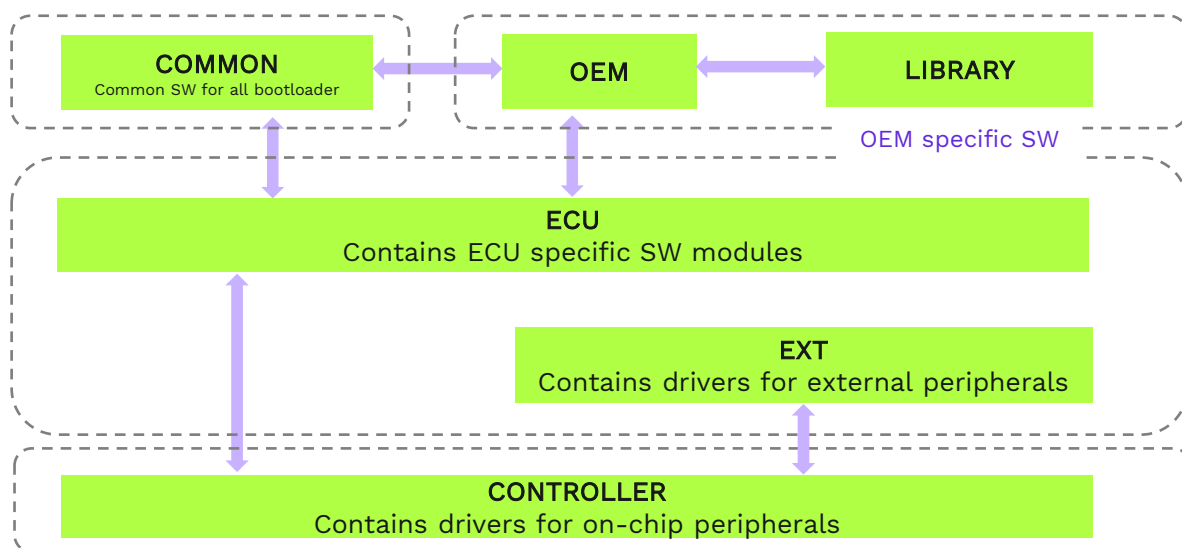 COMMON
Common SW for all bootloader
OEM
LIBRARY
OEM specific SW
ECU
Contains ECU specific SW modules
EXT
Contains drivers for external peripherals
CONTROLLER
Contains drivers for on-chip peripherals